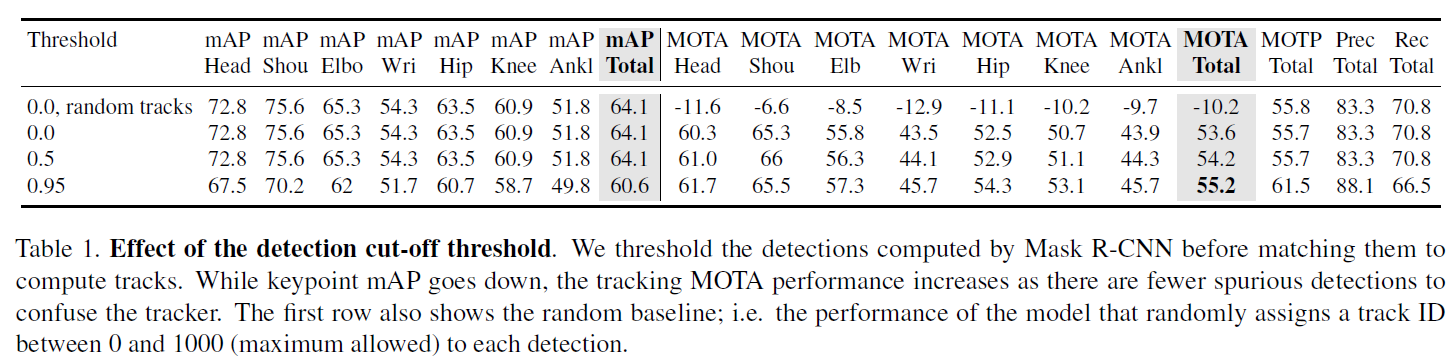 Threshold mAP mAP mAP mAP mAP mAP mAP mAP MOTA MOTA MOTA MOTA MOTA MOTA MOTA MOTA MOTP Prec Rec
Head Shou Elbo Wri Hip Knee Ankl Total Head Shou Elb Wri Hip Knee Ankl Total Total Total Total
0.0, random tracks 72.8 75.6 65.3 54.3 63.5 60.9 51.8 64.1 -11.6 -6.6 -8.5 -12.9 -11.1 -10.2 -9.7 -10.2 55.8 83.3 70.8
0.0 72.8 75.6 65.3 54.3 63.5 60.9 51.8 64.1 60.3 65.3 55.8 43.5 52.5 50.7 43.9 53.6 55.7 83.3 70.8
0.5 72.8 75.6 65.3 54.3 63.5 60.9 51.8 64.1 61.0 66 56.3 44.1 52.9 51.1 44.3 54.2 55.7 83.3 70.8
0.95 67.5 70.2 62 51.7 60.7 58.7 49.8 60.6 61.7 65.5 57.3 45.7 54.3 53.1 45.7 55.2 61.5 88.1 66.5
Table 1. Effect of the detection cut-off threshold. We threshold the detections computed by Mask R-CNN before matching them to
compute tracks. While keypoint mAP goes down, the tracking MOTA performance increases as there are fewer spurious detections to
confuse the tracker. The first row also shows the random baseline; i.e. the performance of the model that randomly assigns a track ID
between 0 and 1000 (maximum allowed) to each detection.